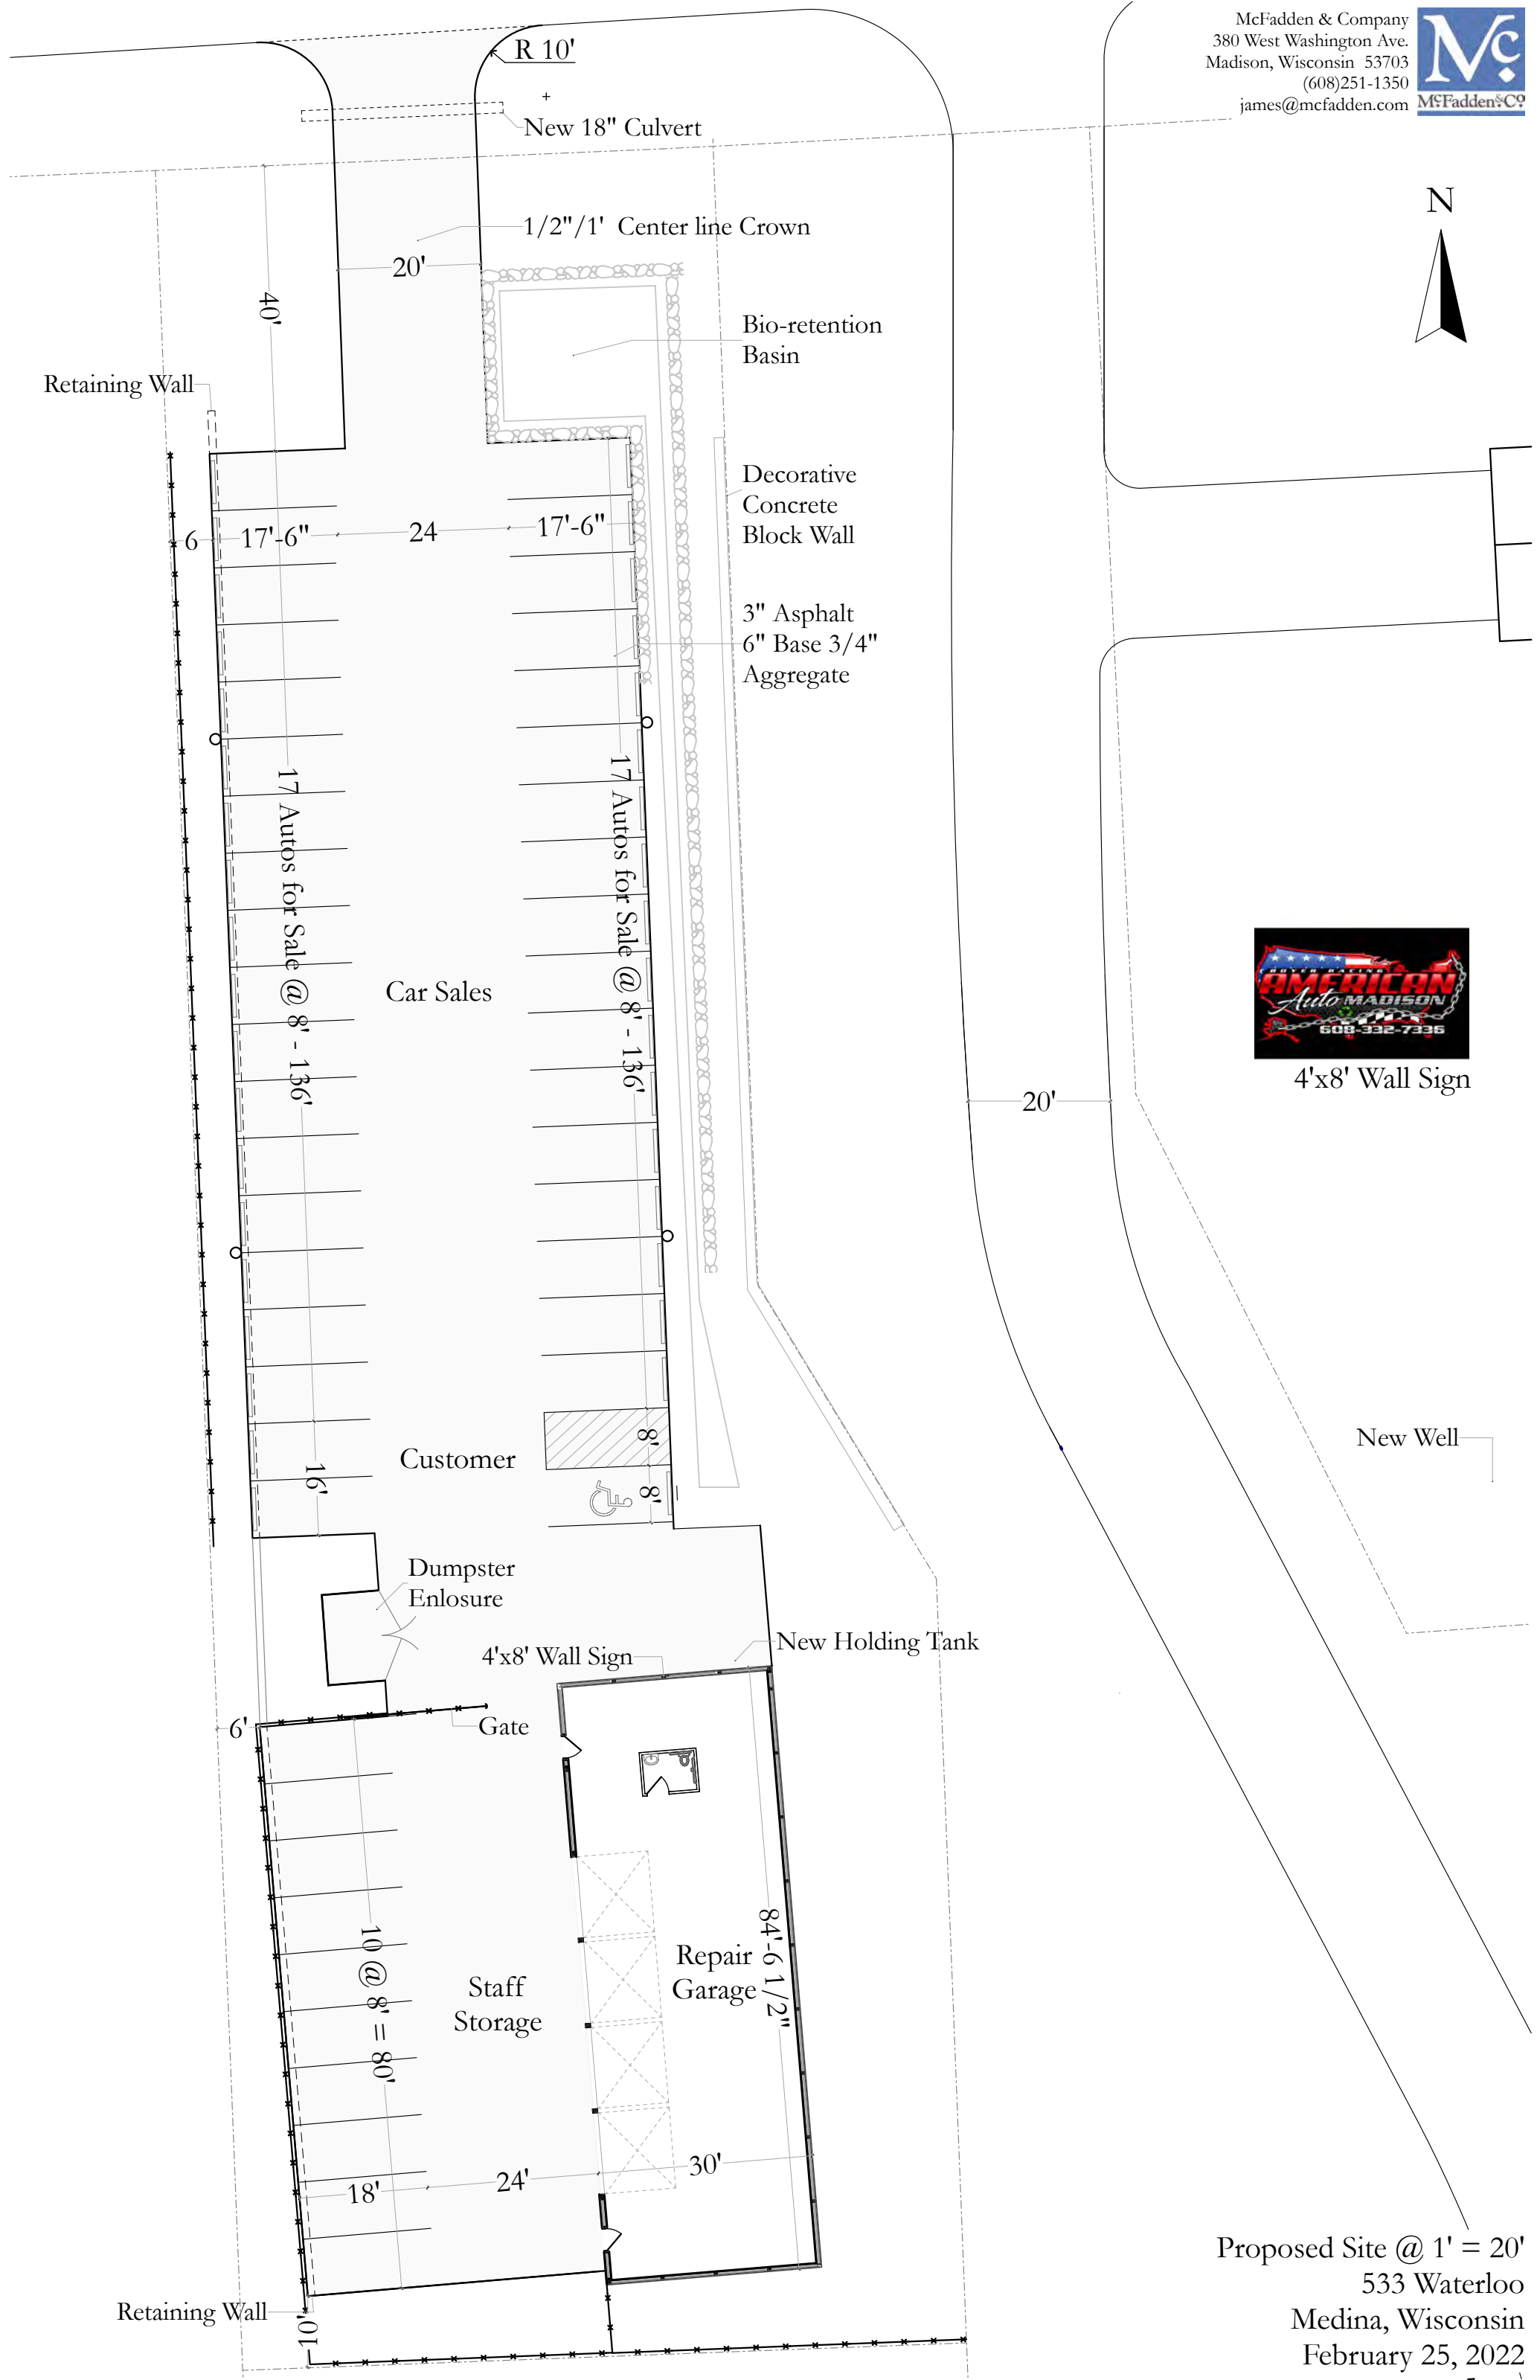 McFadden & Company
380 West Washington Ave.
Madison, Wisconsin  53703
(608)251-1350
james@mcfadden.com
Mc
McFadden & Co
R 10'
New 18" Culvert
N
1/2"/1'  Center line Crown
20'
40'
Bio-retention
Basin
Retaining Wall
Decorative
Concrete
Block Wall
6
17'-6"
24
17'-6"
3" Asphalt
6" Base 3/4"
Aggregate
17 Autos for Sale @ 8' - 136'
17 Autos for Sale @ 8' - 136'
Car Sales
BOYER RACING
AMERICAN
Auto MADISON
608-332-7336
4'x8' Wall Sign
20'
8'
Customer
New Well
16'
8'
Dumpster
Enlosure
New Holding Tank
4'x8' Wall Sign
6'
Gate
84'-6 1/2"
10 @ 8' = 80'
Repair
Garage
Staff
Storage
30'
24'
18'
Proposed Site @ 1' = 20'
533 Waterloo
Retaining Wall
Medina, Wisconsin
10'
February 25, 2022